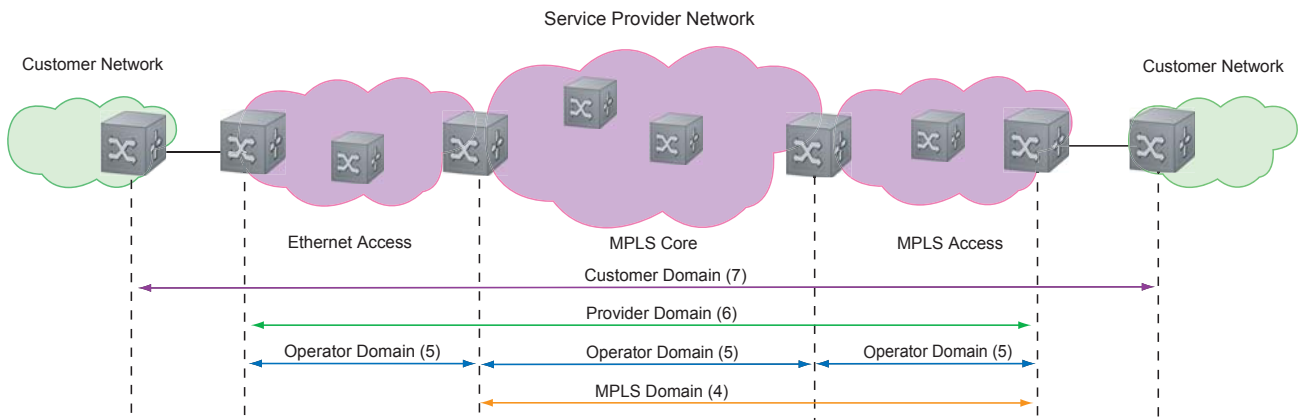 Service Provider Network
Customer Network
Customer Network
Ethernet Access
MPLS Core
MPLS Access
Customer Domain (7)
Provider Domain (6)
Operator Domain (5)
Operator Domain (5)
Operator Domain (5)
MPLS Domain (4)